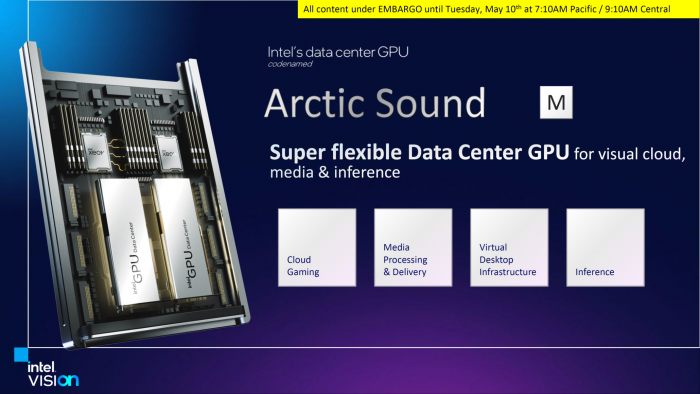 All content under EMBARGO until Tuesday, May 10th at 7:10AM Pacific / 9:10AM Central
Intel's data center GPU
codenamed
Arctic Sound M
Super flexible Data Center GPU for visual cloud,
media & inference
Cloud
Gaming
Media
Processing
& Delivery
Virtual
Desktop
Infrastructure
Inference
XEON
XEON
intel GPU Data Center
intel GPU Data Center
intel
VISION